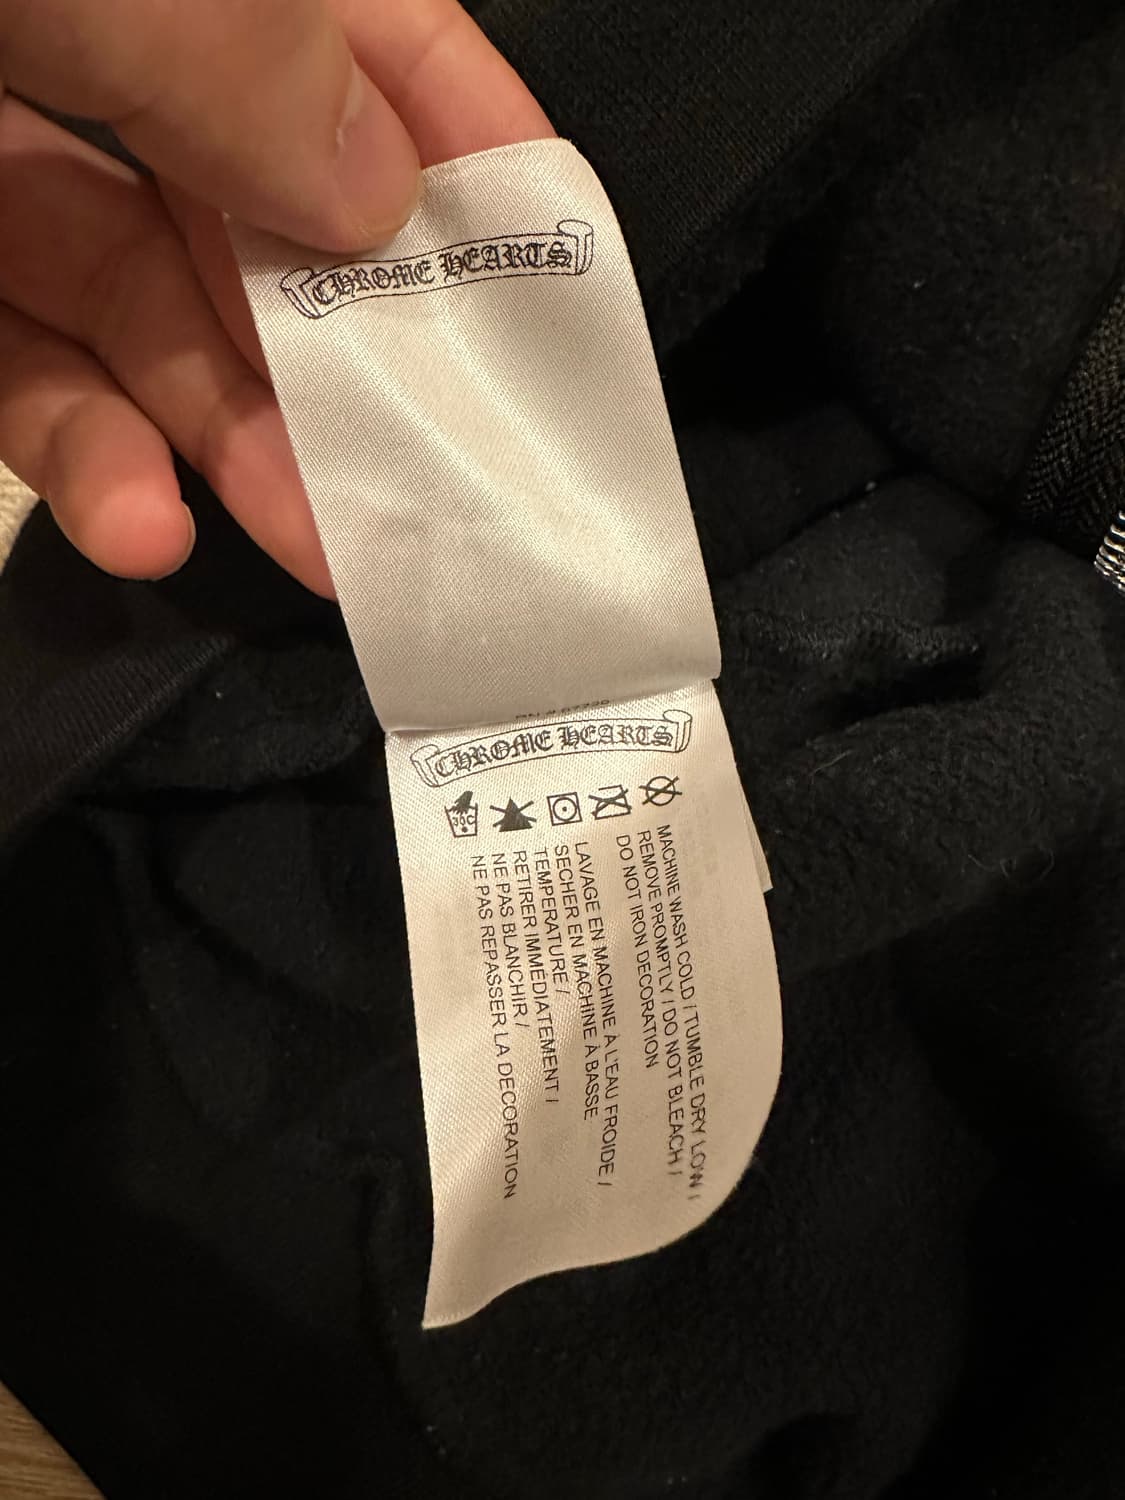 CHROME HEARTS
CHROME HEARTS
30C
MACHINE WASH COLD / TUMBLE DRY LOW /
REMOVE PROMPTLY / DO NOT BLEACH /
DO NOT IRON DECORATION
LAVAGE EN MACHINE À L'EAU FROIDE /
SECHER EN MACHINE À BASSE
TEMPERATURE /
RETIRER IMMÉDIATEMENT /
NE PAS BLANCHIR /
NE PAS REPASSER LA DECORATION